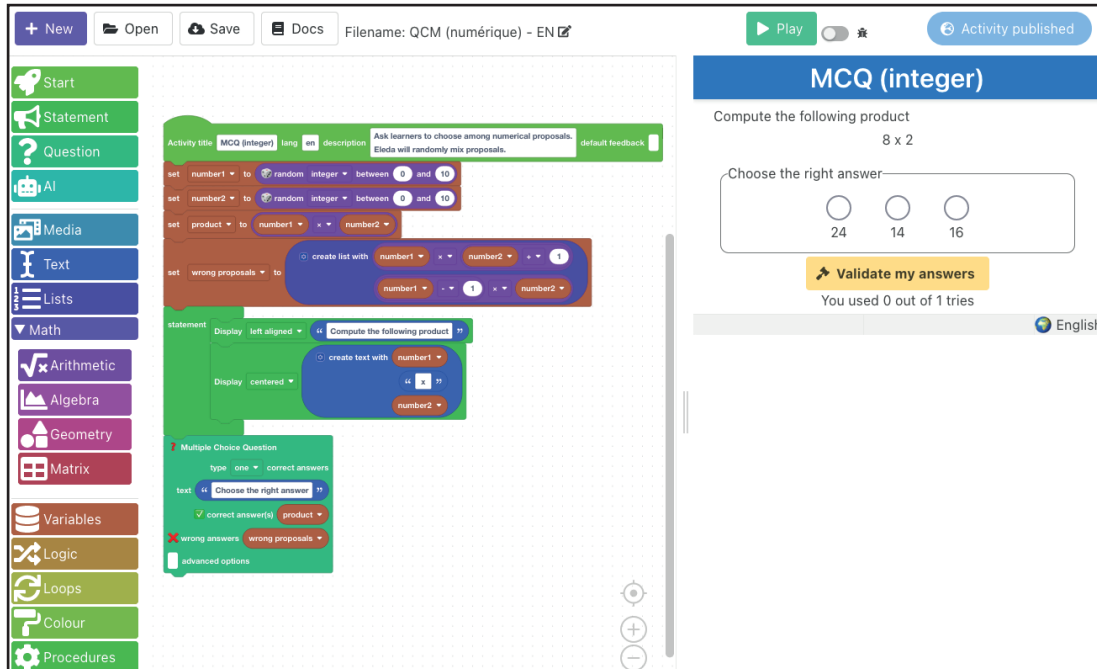 + New Open Save Docs Filename: QCM (numérique) - EN Play Activity published
Start
Statement
Question
AI
Media
Text
Lists
Math
Arithmetic
Algebra
Geometry
Matrix
Variables
Logic
Loops
Colour
Procedures
Activity title MCQ (integer) lang en description Ask learners to choose among numerical proposals. default feedback
Eleda will randomly mix proposals.
set number1 to random integer between 0 and 10
set number2 to random integer between 0 and 10
set product to number1 × number2
set wrong proposals to create list with number1 × number2 + 1
number1 - 1 × number2
statement
Display left aligned “ Compute the following product ”
Display centered create text with number1
“ x ”
number2
? Multiple Choice Question
type one correct answers
text “ Choose the right answer ”
correct answer(s) product
wrong answers wrong proposals
advanced options
MCQ (integer)
Compute the following product
8 x 2
Choose the right answer
24 14 16
Validate my answers
You used 0 out of 1 tries
English